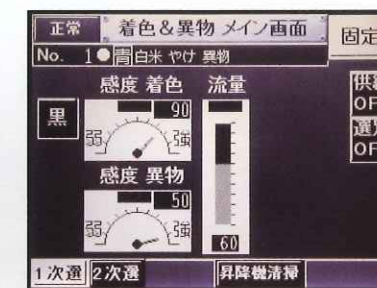 正常 着色&異物 メイン画面 固定
No. 1●青白米 やけ 異物
感度 着色 流量
黒
90
弱 強
感度 異物
50
弱 強
60
OF
OF
1次選 2次選 昇降機清掃